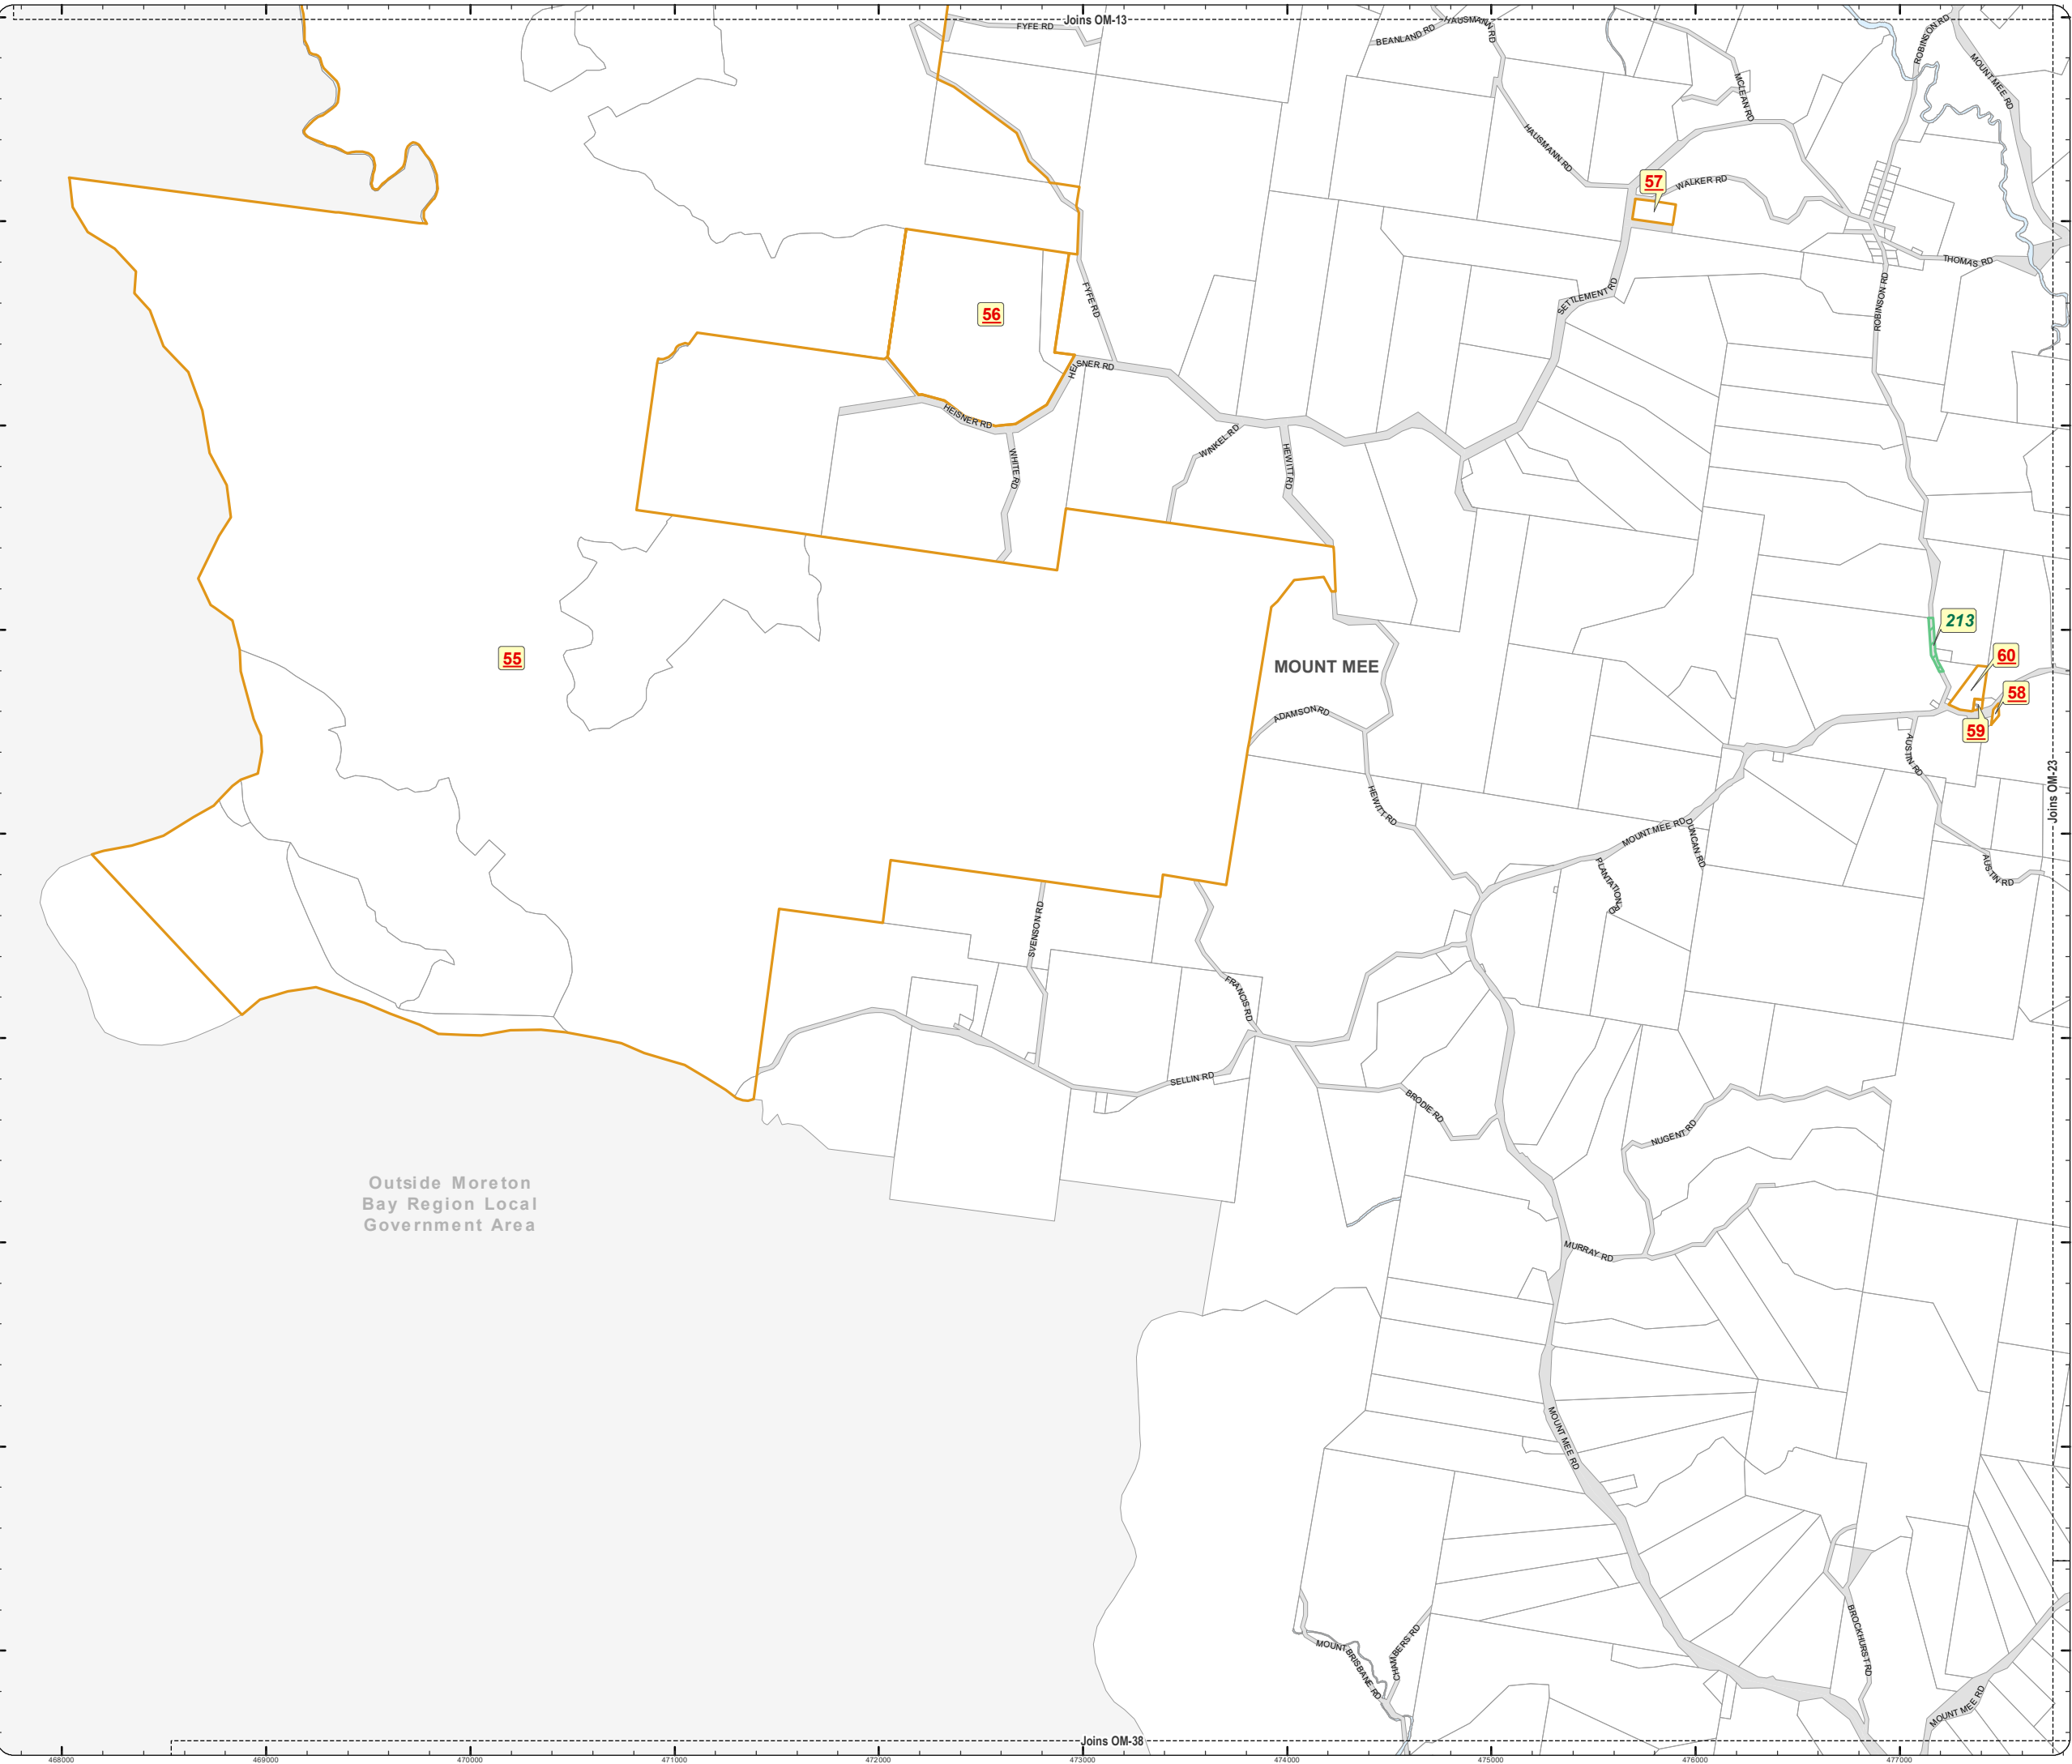 Joins OM-13
FYFE RD
BEANLAND RD
HAUSMANN RD
ROBINSON RD
MOUNT MEE RD
MCLEAN RD
HAUSMANN RD
57
WALKER RD
THOMAS RD
FYFE RD
SETTLEMENT RD
ROBINSON RD
56
HEISNER RD
HEISNER RD
WINKEL RD
HEWITT RD
WHITE RD
213
55
60
MOUNT MEE
58
ADAMSON RD
59
AUSTIN RD
Joins OM-23
HEWITT RD
MOUNT MEE RD
DUNCAN RD
PLANTATION CL
AUSTIN RD
SVENSON RD
FRANCIS RD
SELLIN RD
BRODIE RD
NUGENT RD
Outside Moreton
Bay Region Local
Government Area
MURRAY RD
MOUNT MEE RD
BROCKHURST RD
CHAMBERS RD
MOUNT BRISBANE RD
MOUNT MEE RD
Joins OM-38
468000
469000
470000
471000
472000
473000
474000
475000
476000
477000